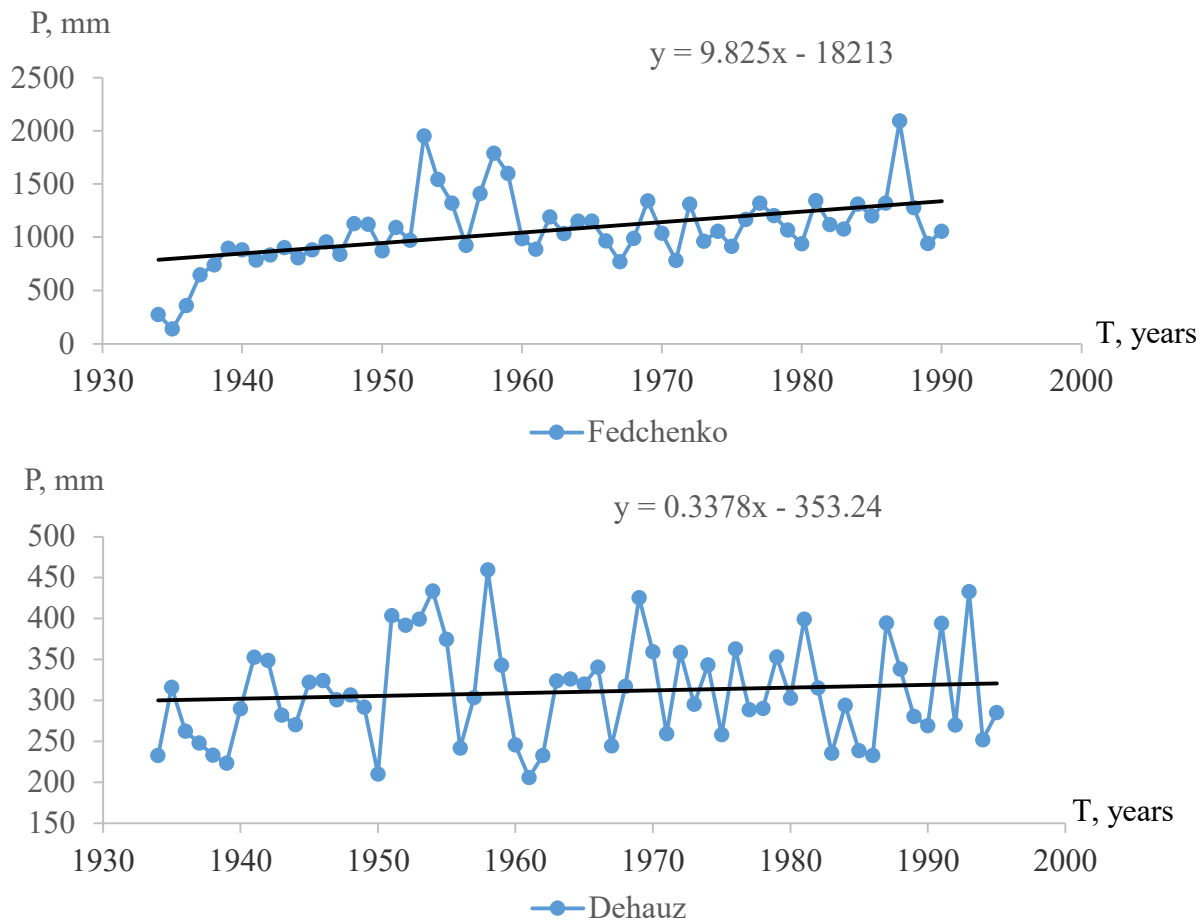 P, mm
y = 9.825x - 18213
2500
2000
1500
1000
500
0
T, years
1930 1940 1950 1960 1970 1980 1990 2000
Fedchenko
P, mm
y = 0.3378x - 353.24
500
450
400
350
300
250
200
150
T, years
1930 1940 1950 1960 1970 1980 1990 2000
Dehauz